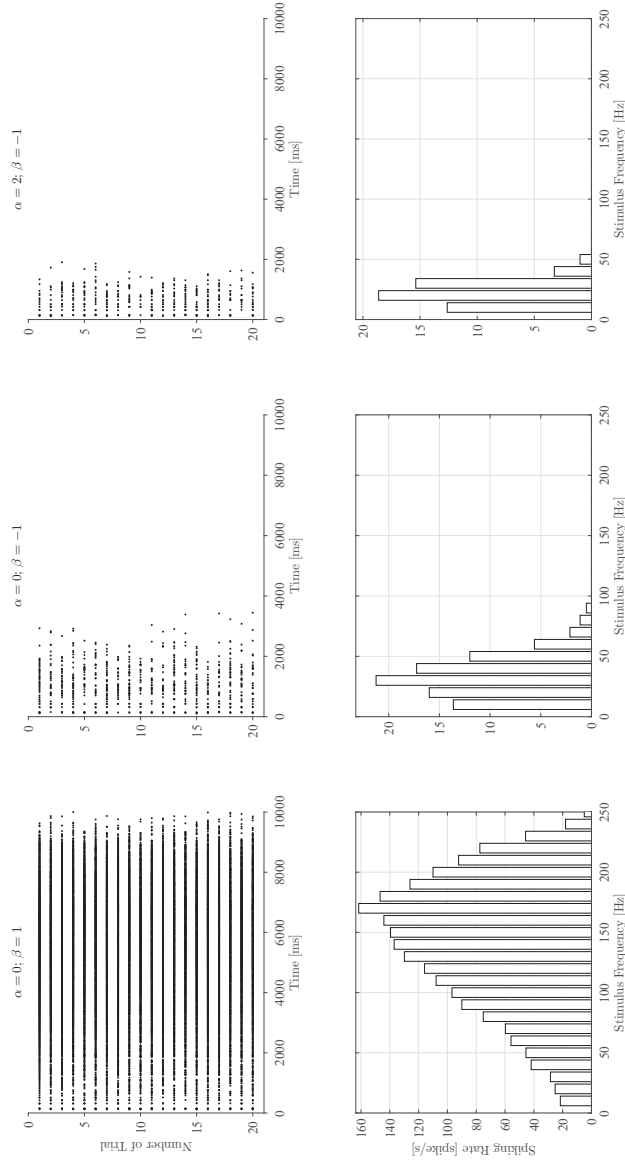 α = 0; β = 1
0
5
10
15
20
Number of Trial
0 2000 4000 6000 8000 10000
Time [ms]
α = 0; β = −1
0
5
10
15
20
0 2000 4000 6000 8000 10000
Time [ms]
α = 2; β = −1
0
5
10
15
20
0 2000 4000 6000 8000 10000
Time [ms]
160
140
120
100
80
60
40
20
0
Spiking Rate [spike/s]
0 50 100 150 200 250
Stimulus Frequency [Hz]
20
15
10
5
0
0 50 100 150 200 250
Stimulus Frequency [Hz]
20
15
10
5
0
0 50 100 150 200 250
Stimulus Frequency [Hz]